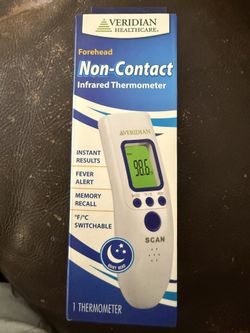 VERIDIAN
HEALTHCARE
Forehead
Non-Contact
Infrared Thermometer
VERIDIAN
98.6
INSTANT
RESULTS
FEVER
ALERT
MEMORY
RECALL
°F/°C
SWITCHABLE
SCAN
1 THERMOMETER